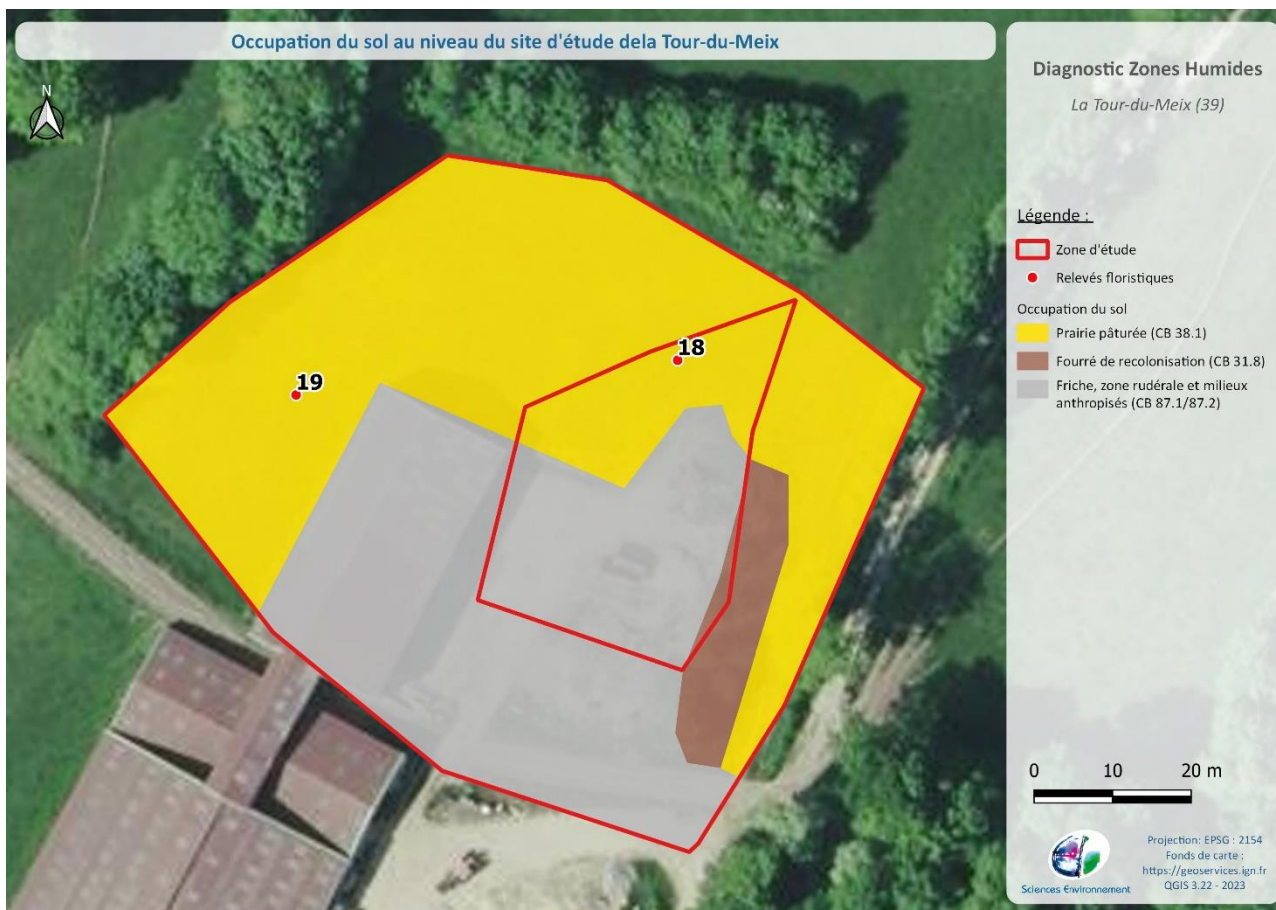 Occupation du sol au niveau du site d'étude dela Tour-du-Meix
N
18
19
Diagnostic Zones Humides
La Tour-du-Meix (39)
Légende :
Zone d'étude
Relevés floristiques
Occupation du sol
Prairie pâturée (CB 38.1)
Fourré de recolonisation (CB 31.8)
Friche, zone rudérale et milieux
anthropisés (CB 87.1/87.2)
0 10 20 m
Sciences Environnement
Projection: EPSG : 2154
Fonds de carte :
https://geoservices.ign.fr
QGIS 3.22 - 2023